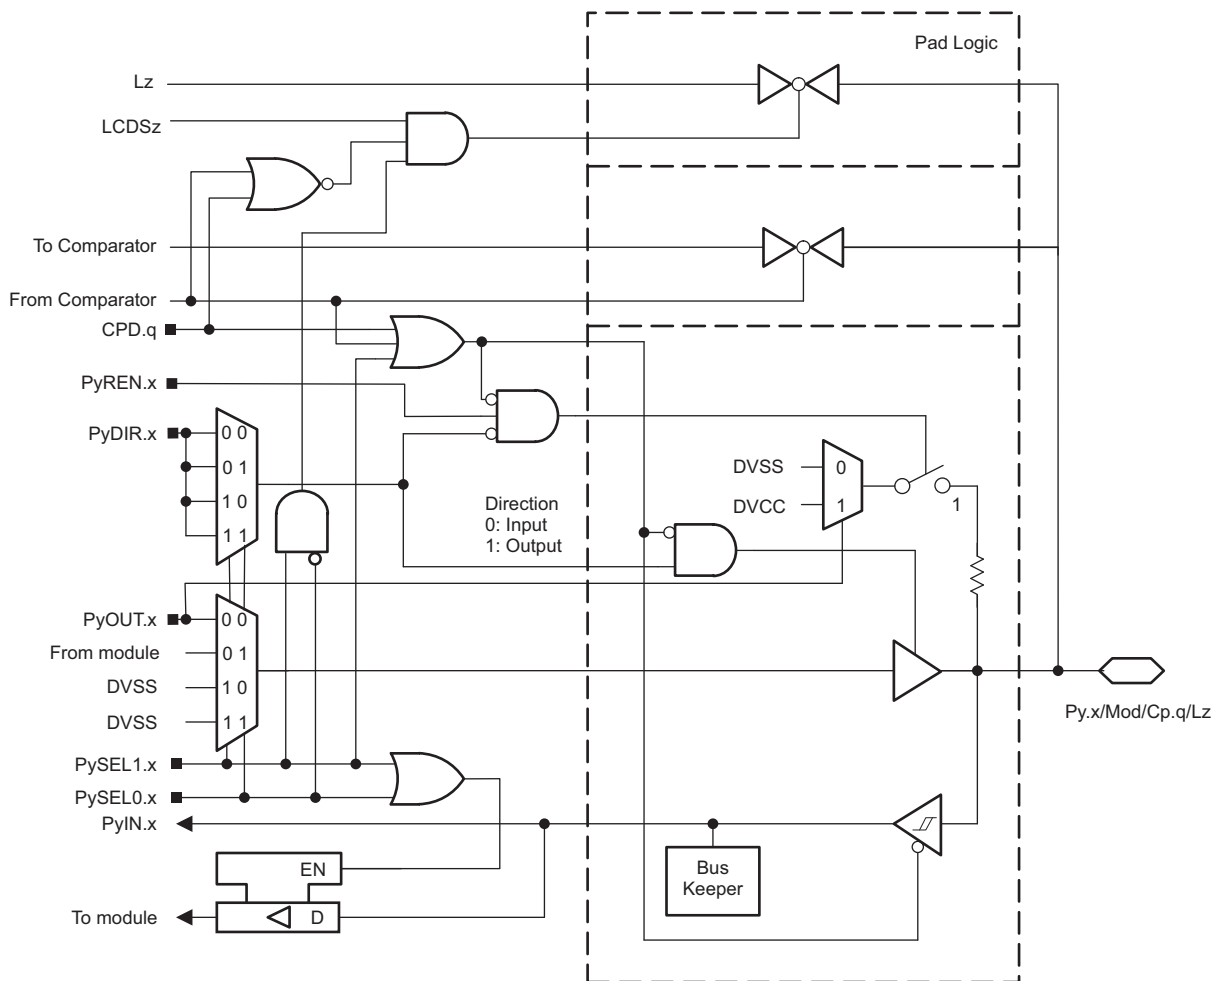 Pad Logic
Lz
LCDSz
To Comparator
From Comparator
CPD.q
PyREN.x
PyDIR.x
0 0
0 1
1 0
1 1
Direction
0: Input
1: Output
DVSS
0
DVCC
1
1
PyOUT.x
0 0
From module
0 1
DVSS
1 0
DVSS
1 1
Py.x/Mod/Cp.q/Lz
PySEL1.x
PySEL0.x
PyIN.x
EN
Bus
Keeper
To module
D